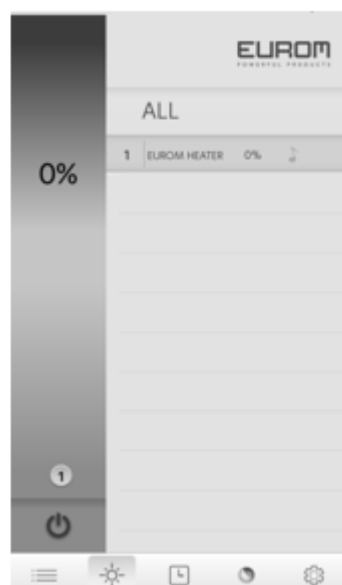 EUROM
POWERFUL PRODUCTS
ALL
0%
1 EUROM HEATER 0%
1